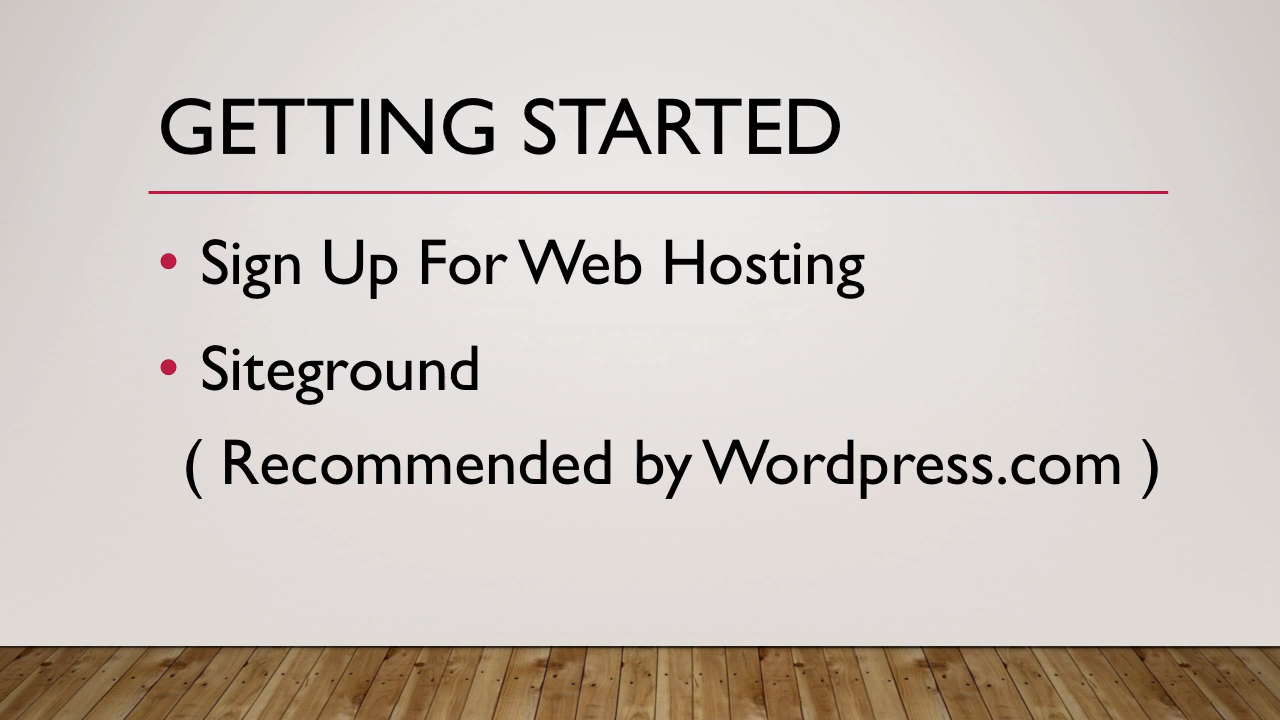 GETTING STARTED
• Sign Up For Web Hosting
• Siteground
( Recommended by Wordpress.com )